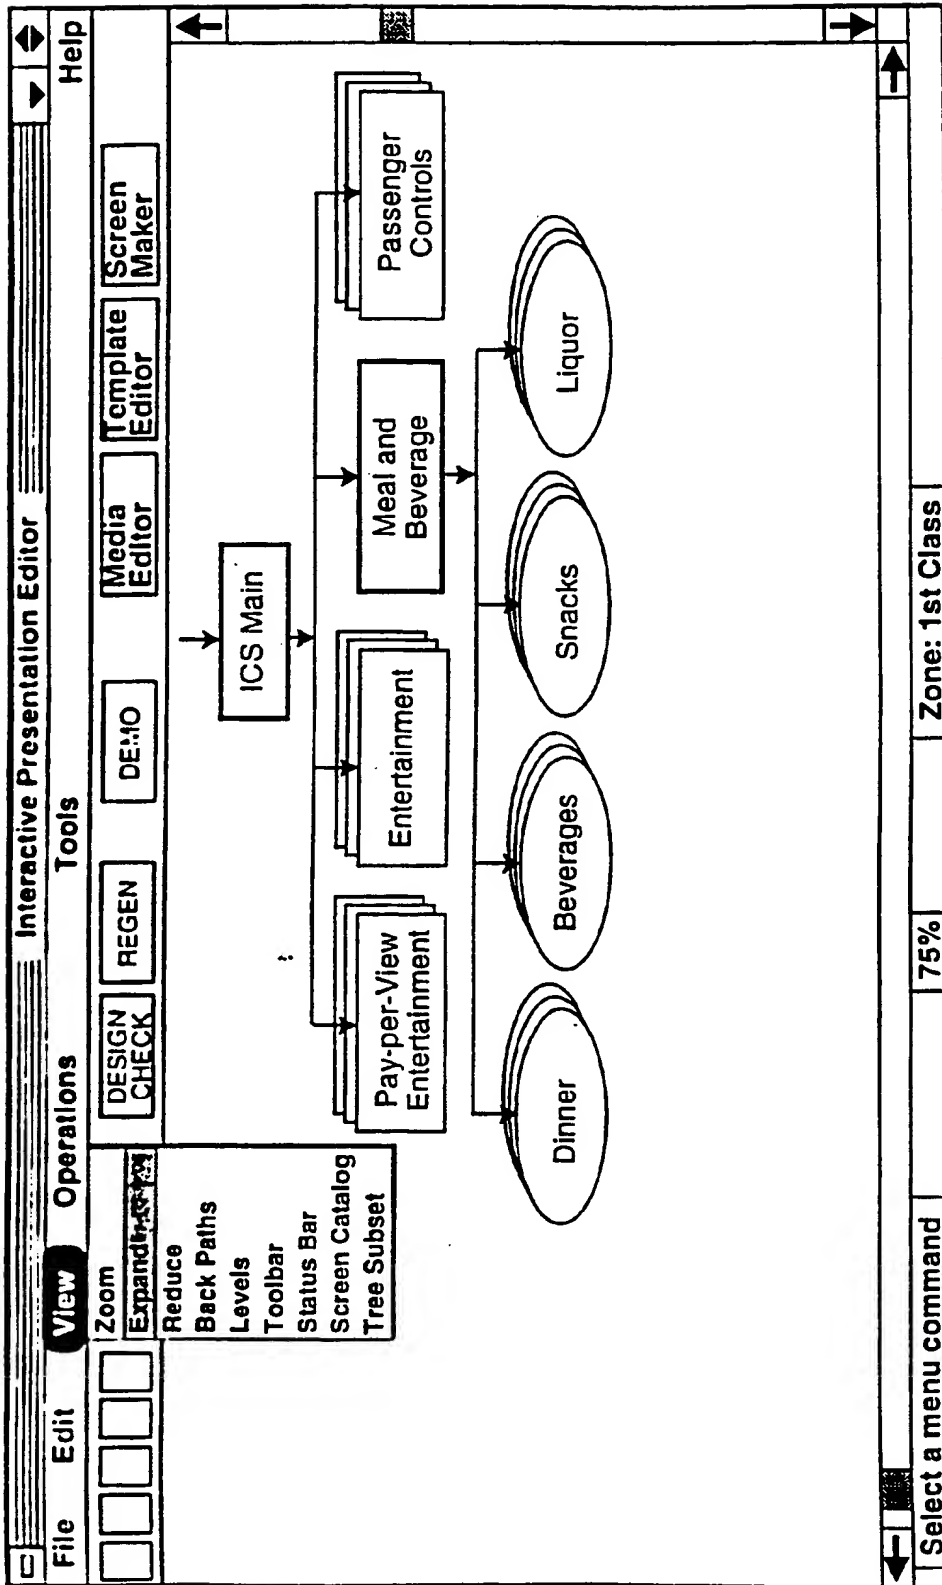 Interactive Presentation Editor
File Edit View Operations Tools Help
DESIGN
CHECK
REGEN
DEMO
Media
Editor
Template
Editor
Screen
Maker
Zoom
Expand
Reduce
Back Paths
Levels
Toolbar
Status Bar
Screen Catalog
Tree Subset
ICS Main
Pay-per-View
Entertainment
Entertainment
Meal and
Beverage
Passenger
Controls
Dinner
Beverages
Snacks
Liquor
Select a menu command 75% Zone: 1st Class